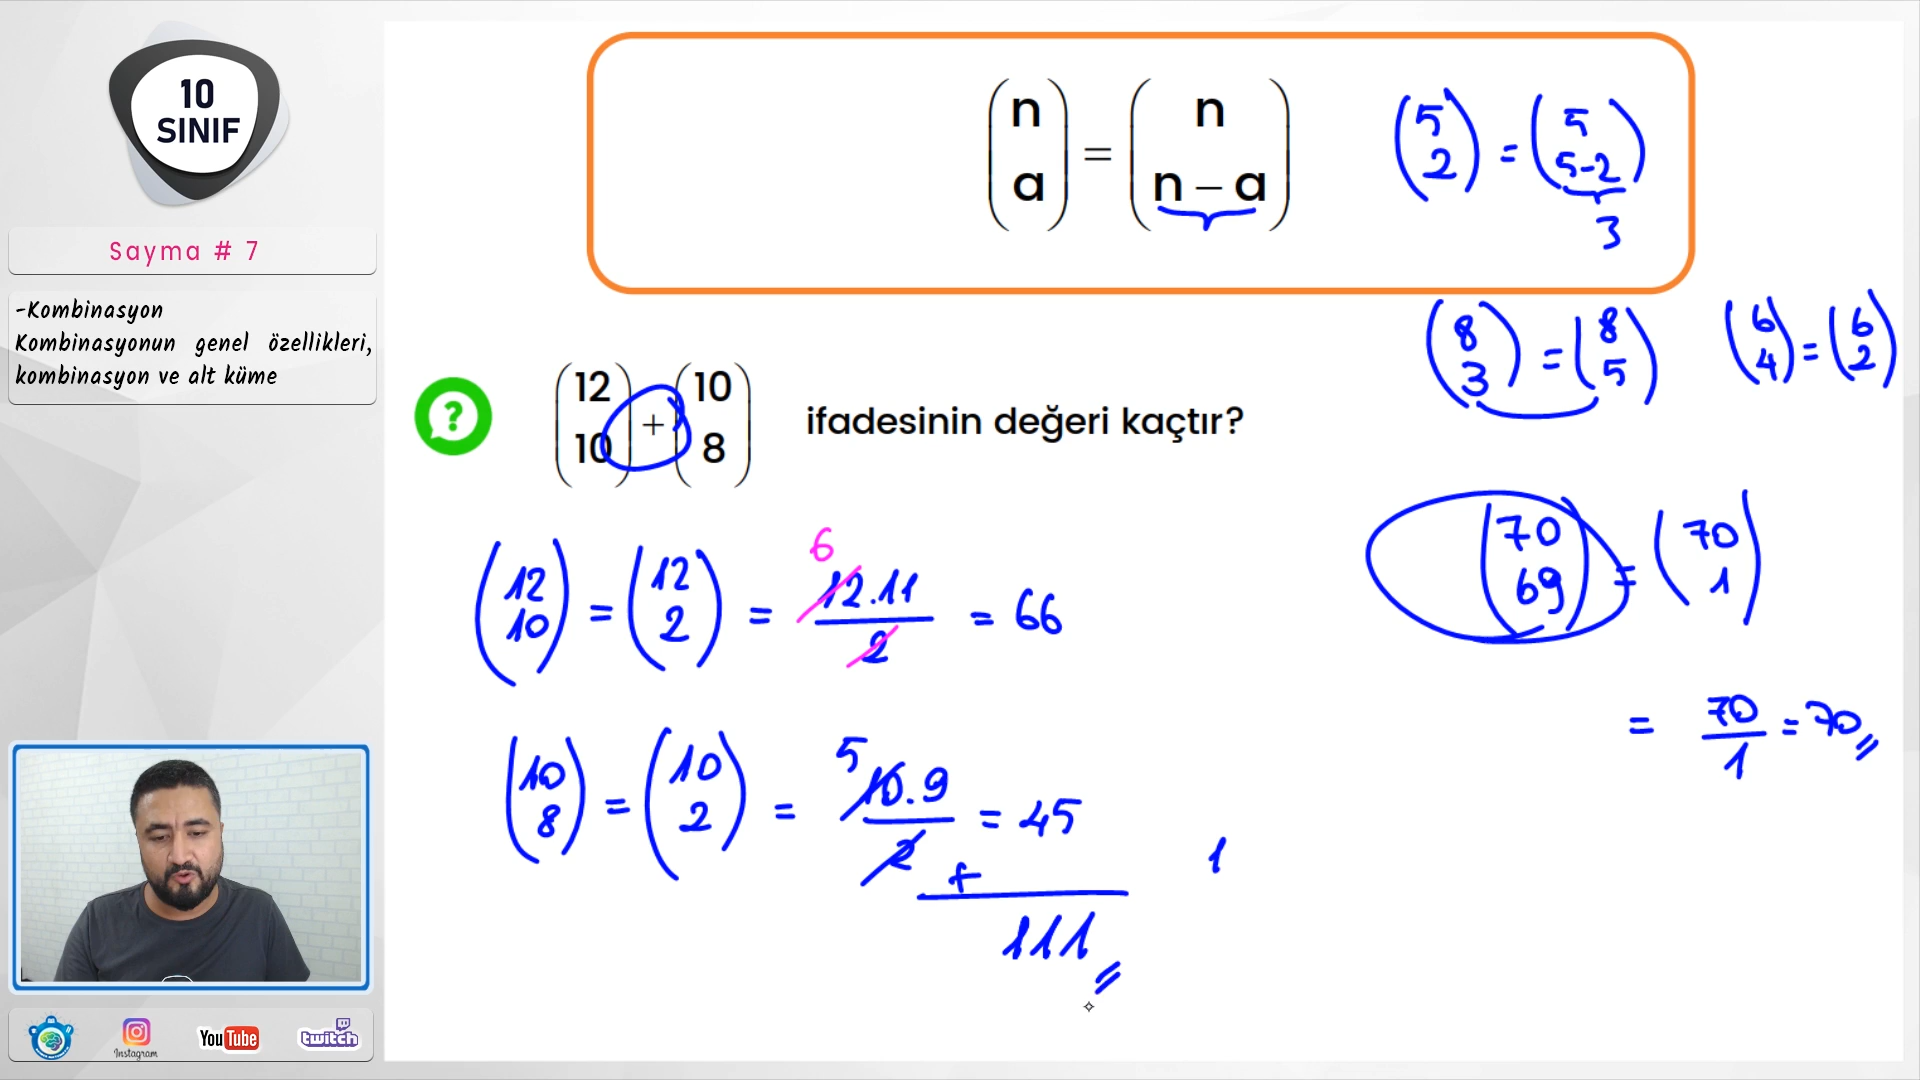 10
SINIF
Sayma # 7
-Kombinasyon
Kombinasyonun genel özellikleri,
kombinasyon ve alt küme
(n a) = (n n – a)
(5 2) = (5 5-2)
3
(8 3) = (8 5)
(6 4) = (6 2)
(12 10) + (10 8) ifadesinin değeri kaçtır?
(70 69) = (70 1)
= 70/1 = 70
6
(12 10) = (12 2) = 12.11/2 = 66
5
(10 8) = (10 2) = 10.9/2 = 45
+
1
111
Instagram
YouTube
twitch